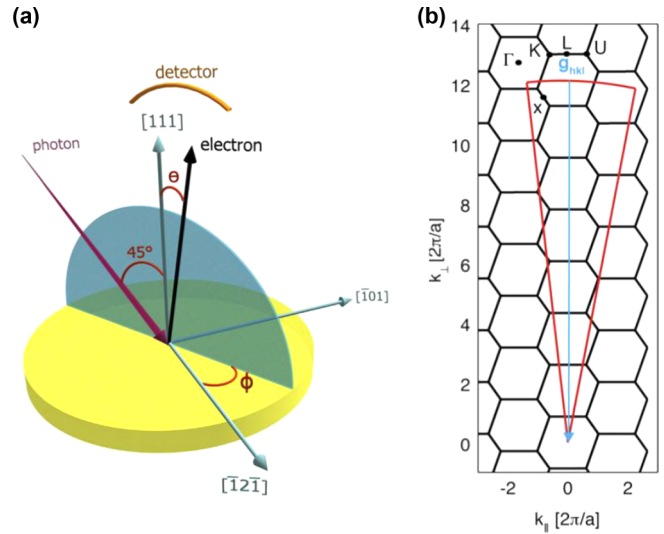 (a)
detector
[111]
photon
electron
Θ
45°
[1̅01]
ϕ
[1̅21̅]
(b)
14
12
10
8
6
4
2
0
k⊥ [2π/a]
K L U
Γ
g_hkl
x
-2 0 2
k∥ [2π/a]